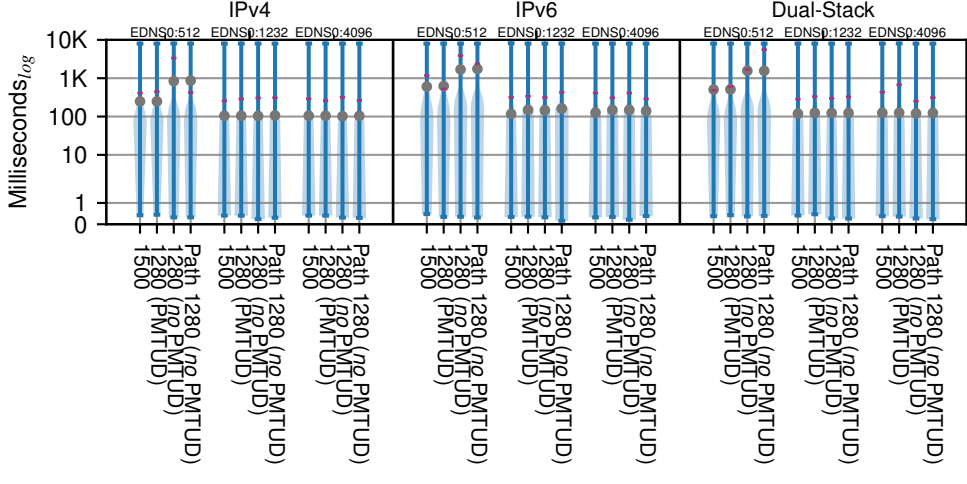 IPv4
IPv6
Dual-Stack
EDNS0:512
EDNS0:1232
EDNS0:4096
EDNS0:512
EDNS0:1232
EDNS0:4096
EDNS0:512
EDNS0:1232
EDNS0:4096
Milliseconds log
10K
1K
100
10
1
0
1500
1280 (PMTUD)
1280 (no PMTUD)
Path 1280 (no PMTUD)
1500
1280 (PMTUD)
1280 (no PMTUD)
Path 1280 (no PMTUD)
1500
1280 (PMTUD)
1280 (no PMTUD)
Path 1280 (no PMTUD)
1500
1280 (PMTUD)
1280 (no PMTUD)
Path 1280 (no PMTUD)
1500
1280 (PMTUD)
1280 (no PMTUD)
Path 1280 (no PMTUD)
1500
1280 (PMTUD)
1280 (no PMTUD)
Path 1280 (no PMTUD)
1500
1280 (PMTUD)
1280 (no PMTUD)
Path 1280 (no PMTUD)
1500
1280 (PMTUD)
1280 (no PMTUD)
Path 1280 (no PMTUD)
1500
1280 (PMTUD)
1280 (no PMTUD)
Path 1280 (no PMTUD)